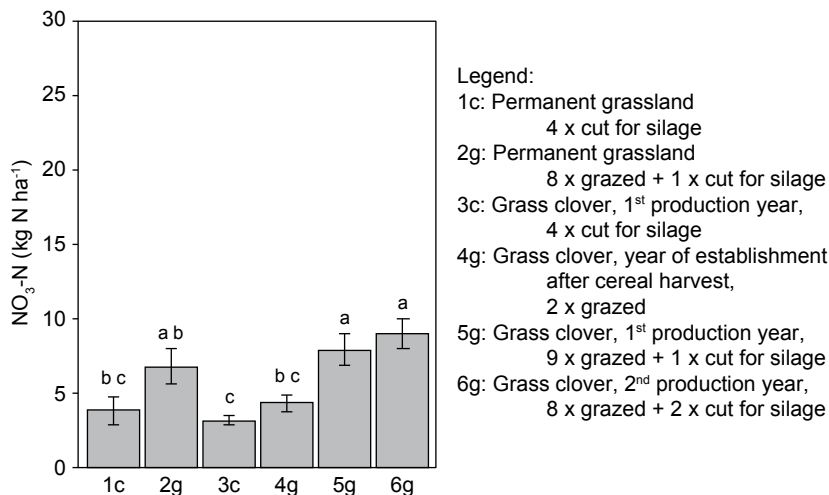 30
25
20
15
10
5
0
NO₃-N (kg N ha⁻¹)
b c
a b
c
b c
a
a
1c 2g 3c 4g 5g 6g
Legend:
1c: Permanent grassland
4 x cut for silage
2g: Permanent grassland
8 x grazed + 1 x cut for silage
3c: Grass clover, 1ˢᵗ production year,
4 x cut for silage
4g: Grass clover, year of establishment
after cereal harvest,
2 x grazed
5g: Grass clover, 1ˢᵗ production year,
9 x grazed + 1 x cut for silage
6g: Grass clover, 2ⁿᵈ production year,
8 x grazed + 2 x cut for silage